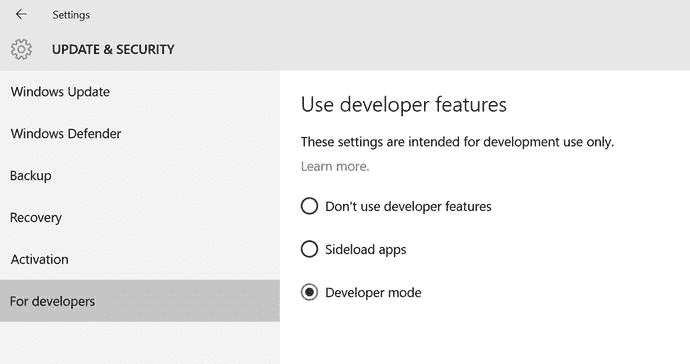 Settings
UPDATE & SECURITY
Windows Update
Windows Defender
Backup
Recovery
Activation
For developers
Use developer features
These settings are intended for development use only.
Learn more.
Don't use developer features
Sideload apps
Developer mode